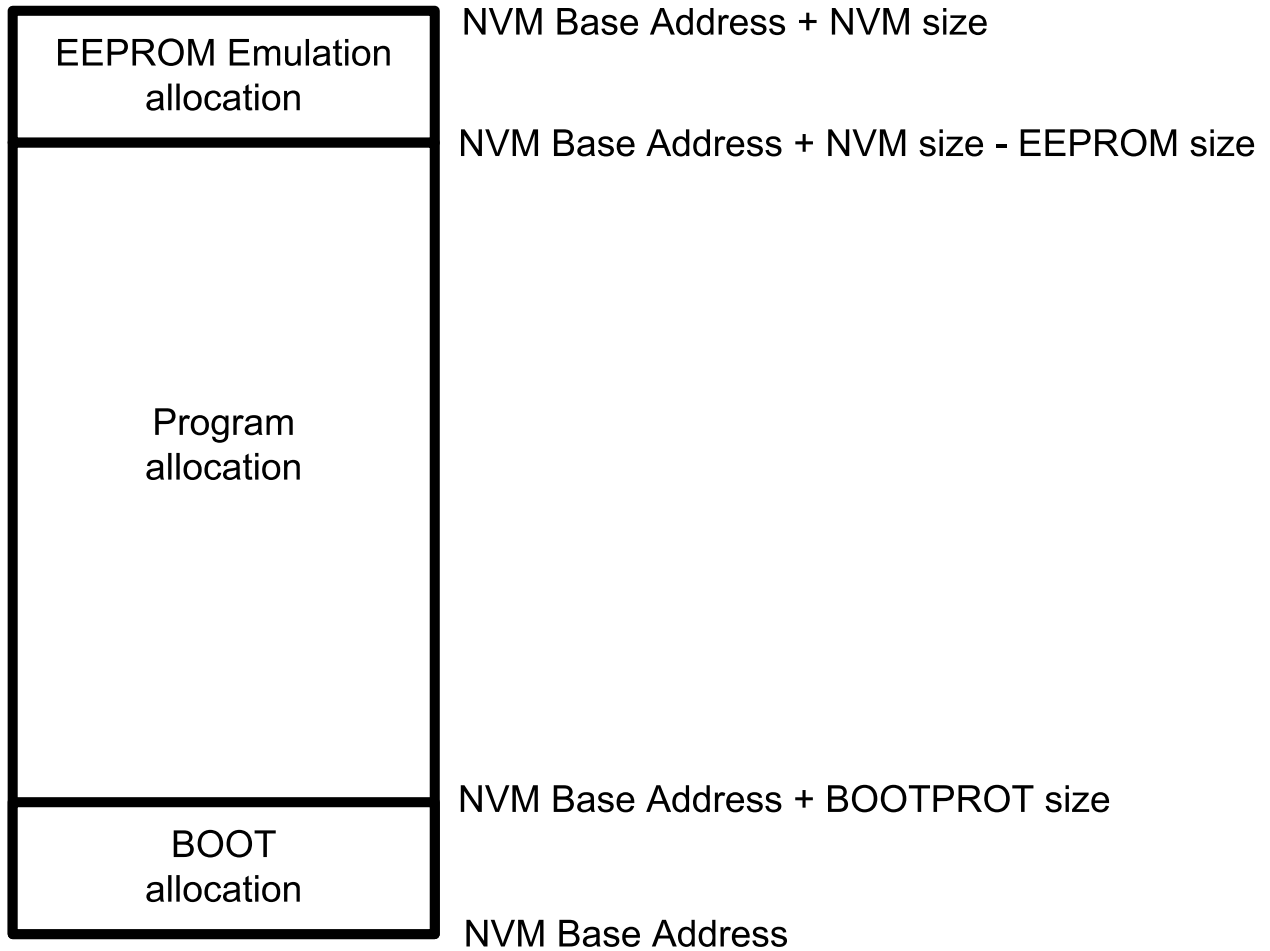 NVM Base Address + NVM size
EEPROM Emulation
allocation
NVM Base Address + NVM size - EEPROM size
Program
allocation
NVM Base Address + BOOTPROT size
BOOT
allocation
NVM Base Address